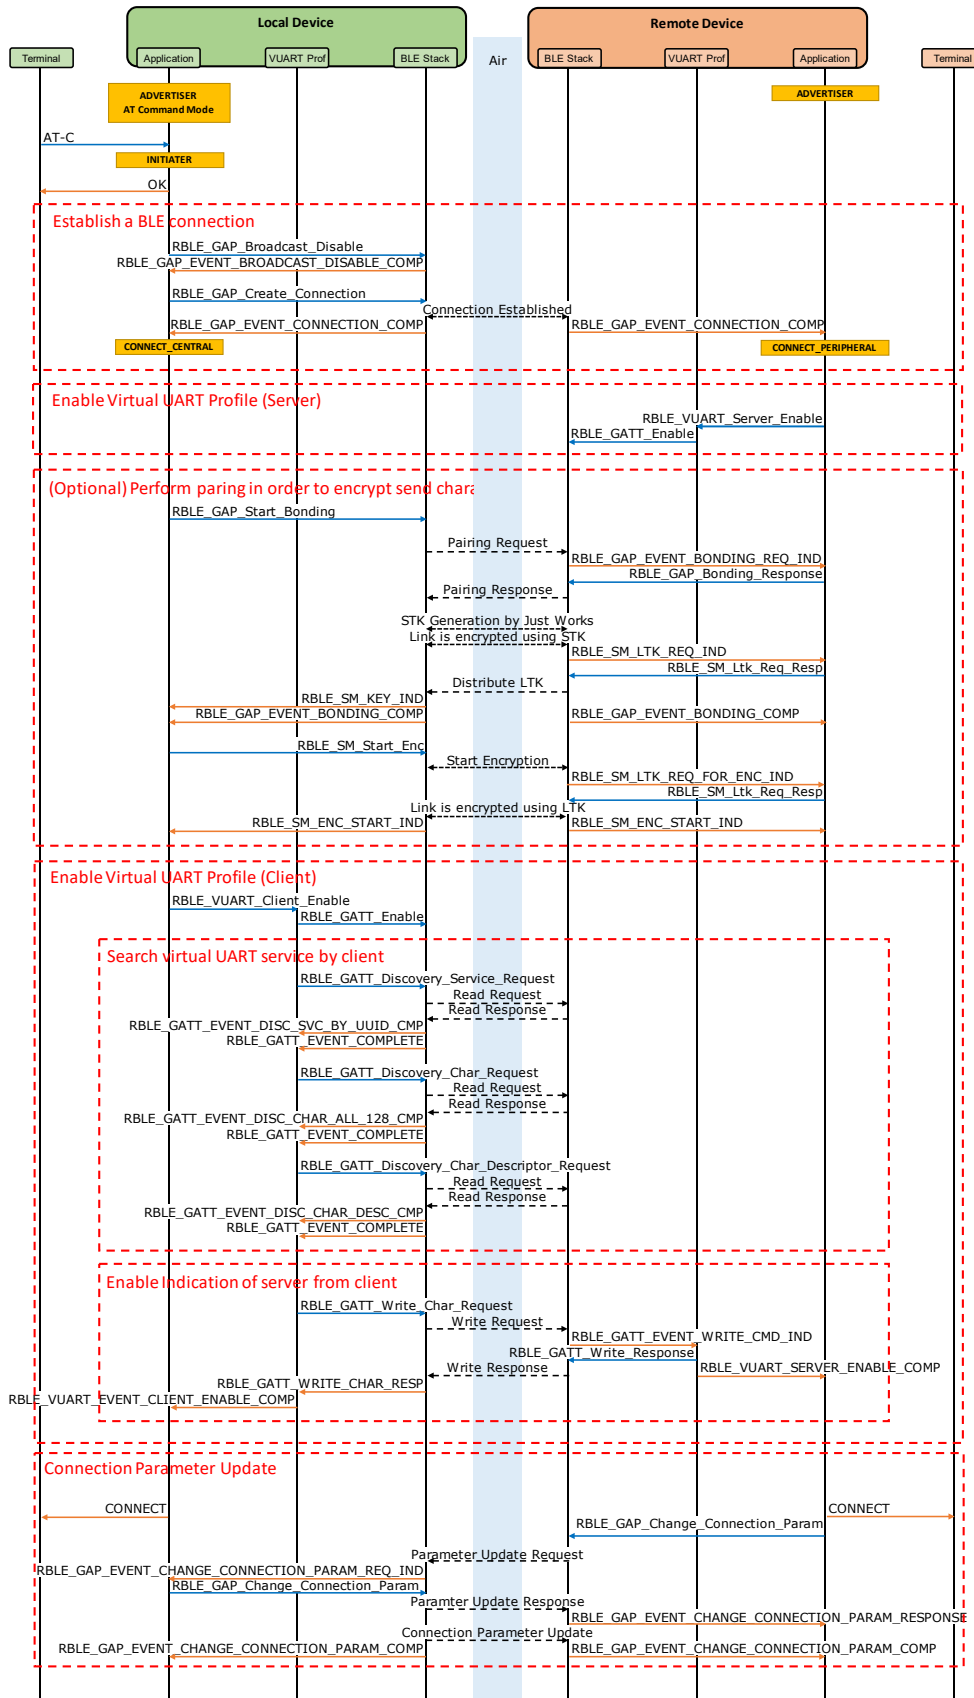 Local Device
Remote Device
Terminal
Application
VUART Prof
BLE Stack
Air
BLE Stack
VUART Prof
Application
Terminal
ADVERTISER
AT Command Mode
ADVERTISER
AT-C
INITIATER
OK
Establish a BLE connection
RBLE_GAP_Broadcast_Disable
RBLE_GAP_EVENT_BROADCAST_DISABLE_COMP
RBLE_GAP_Create_Connection
Connection Established
RBLE_GAP_EVENT_CONNECTION_COMP
RBLE_GAP_EVENT_CONNECTION_COMP
CONNECT_CENTRAL
CONNECT_PERIPHERAL
Enable Virtual UART Profile (Server)
RBLE_VUART_Server_Enable
RBLE_GATT_Enable
(Optional) Perform paring in order to encrypt send chara
RBLE_GAP_Start_Bonding
Pairing Request
RBLE_GAP_EVENT_BONDING_REQ_IND
RBLE_GAP_Bonding_Response
Pairing Response
STK Generation by Just Works
Link is encrypted using STK
RBLE_SM_LTK_REQ_IND
RBLE_SM_Ltk_Req_Resp
Distribute LTK
RBLE_SM_KEY_IND
RBLE_GAP_EVENT_BONDING_COMP
RBLE_GAP_EVENT_BONDING_COMP
RBLE_SM_Start_Enc
Start Encryption
RBLE_SM_LTK_REQ_FOR_ENC_IND
RBLE_SM_Ltk_Req_Resp
Link is encrypted using LTK
RBLE_SM_ENC_START_IND
RBLE_SM_ENC_START_IND
Enable Virtual UART Profile (Client)
RBLE_VUART_Client_Enable
RBLE_GATT_Enable
Search virtual UART service by client
RBLE_GATT_Discovery_Service_Request
Read Request
Read Response
RBLE_GATT_EVENT_DISC_SVC_BY_UUID_CMP
RBLE_GATT_EVENT_COMPLETE
RBLE_GATT_Discovery_Char_Request
Read Request
Read Response
RBLE_GATT_EVENT_DISC_CHAR_ALL_128_CMP
RBLE_GATT_EVENT_COMPLETE
RBLE_GATT_Discovery_Char_Descriptor_Request
Read Request
Read Response
RBLE_GATT_EVENT_DISC_CHAR_DESC_CMP
RBLE_GATT_EVENT_COMPLETE
Enable Indication of server from client
RBLE_GATT_Write_Char_Request
Write Request
RBLE_GATT_EVENT_WRITE_CMD_IND
RBLE_GATT_Write_Response
Write Response
RBLE_VUART_SERVER_ENABLE_COMP
RBLE_GATT_WRITE_CHAR_RESP
RBLE_VUART_EVENT_CLIENT_ENABLE_COMP
Connection Parameter Update
CONNECT
CONNECT
RBLE_GAP_Change_Connection_Param
Parameter Update Request
RBLE_GAP_EVENT_CHANGE_CONNECTION_PARAM_REQ_IND
RBLE_GAP_Change_Connection_Param
Paramter Update Response
RBLE_GAP_EVENT_CHANGE_CONNECTION_PARAM_RESPONSE
Connection Parameter Update
RBLE_GAP_EVENT_CHANGE_CONNECTION_PARAM_COMP
RBLE_GAP_EVENT_CHANGE_CONNECTION_PARAM_COMP